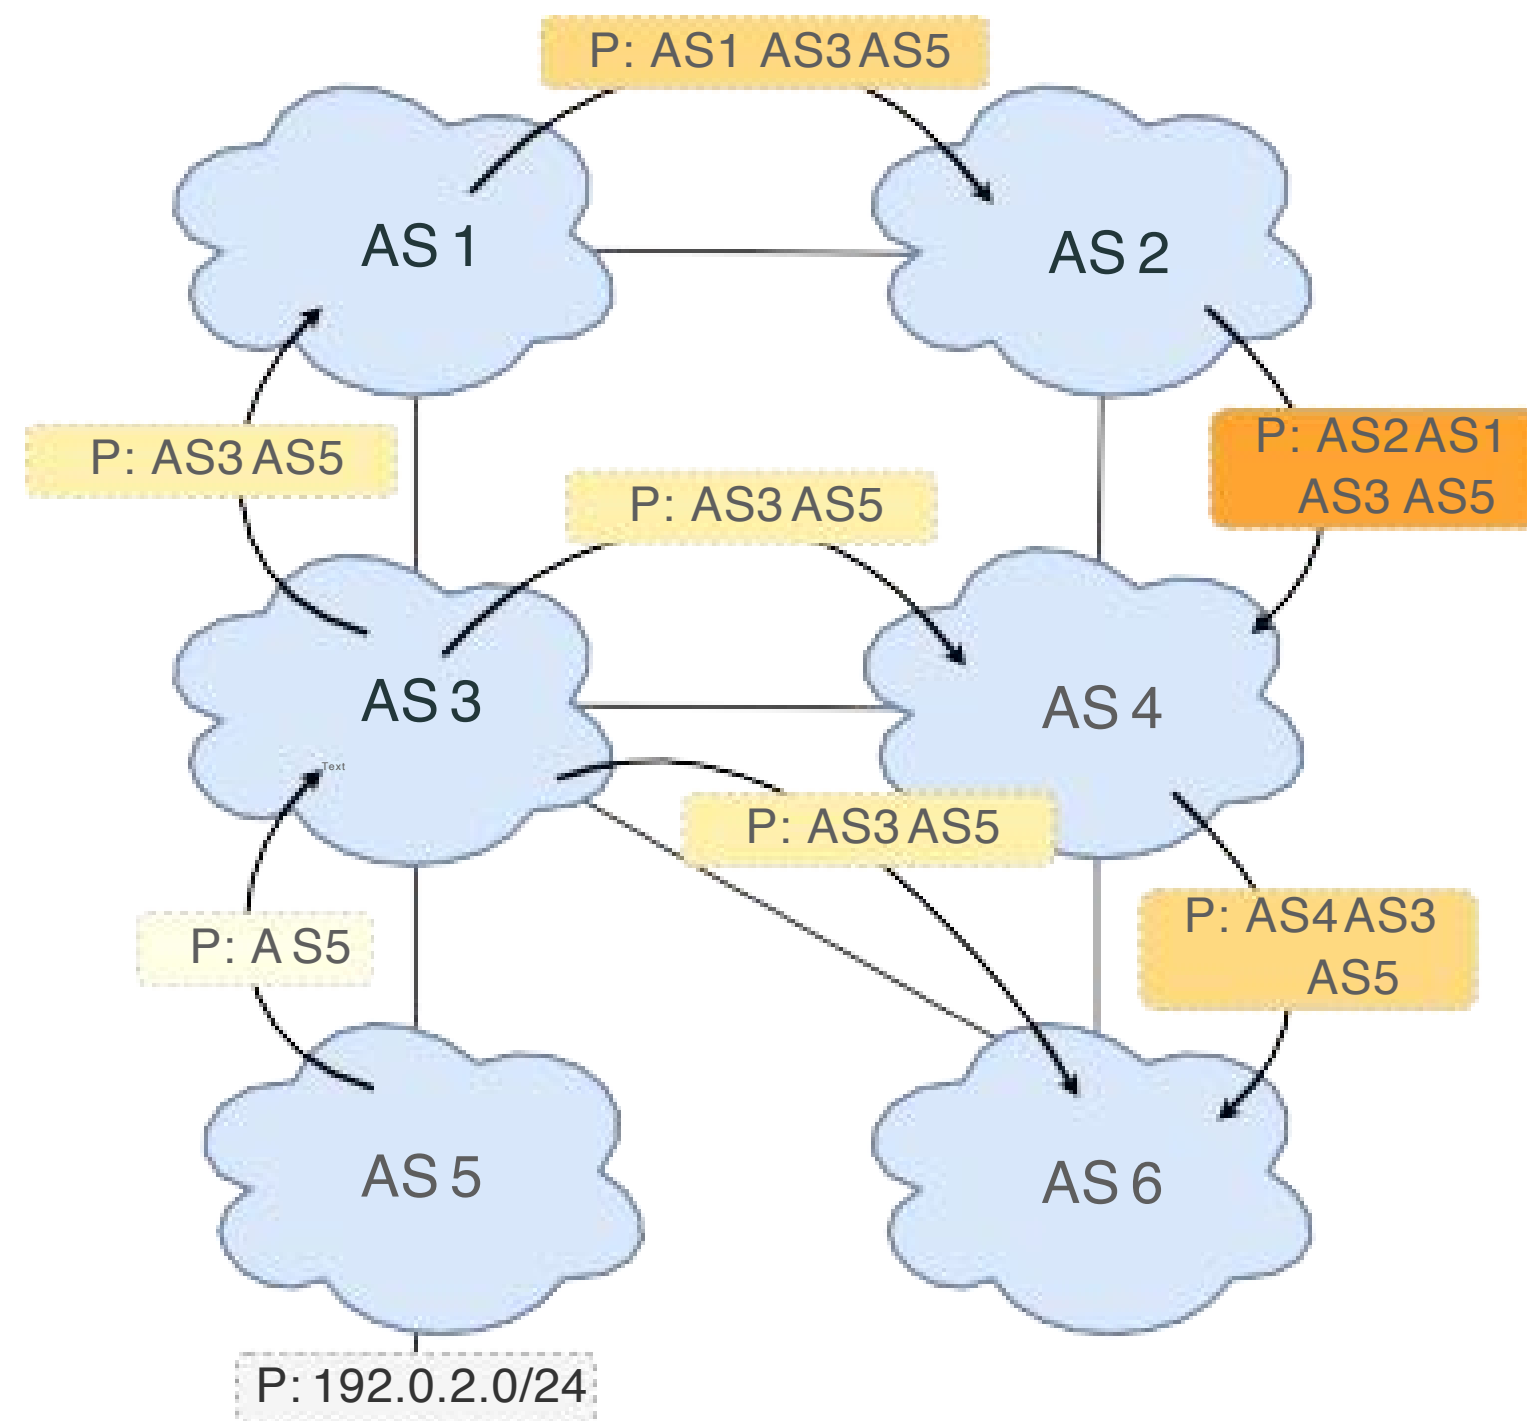 P: AS1 AS3 AS5
AS 1
AS 2
P: AS3 AS5
P: AS3 AS5
P: AS2 AS1
AS3 AS5
AS 3
AS 4
Text
P: AS3 AS5
P: A S5
P: AS4 AS3
AS5
AS 5
AS 6
P: 192.0.2.0/24